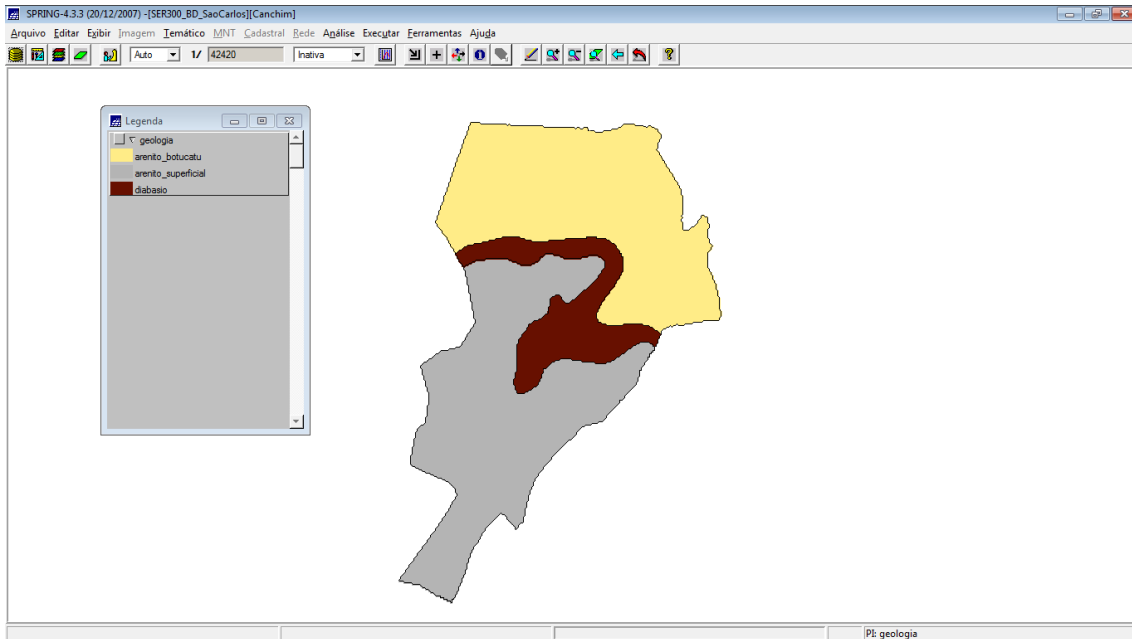 SPRING-4.3.3 (20/12/2007) -[SER300_BD_SaoCarlos][Canchim]
Arquivo Editar Exibir Imagem Temático MNT Cadastral Rede Análise Executar Ferramentas Ajuda
Auto 1/ 42420 Inativa
Legenda
geologia
arenito_botucatu
arenito_superficial
diabasio
PI: geologia